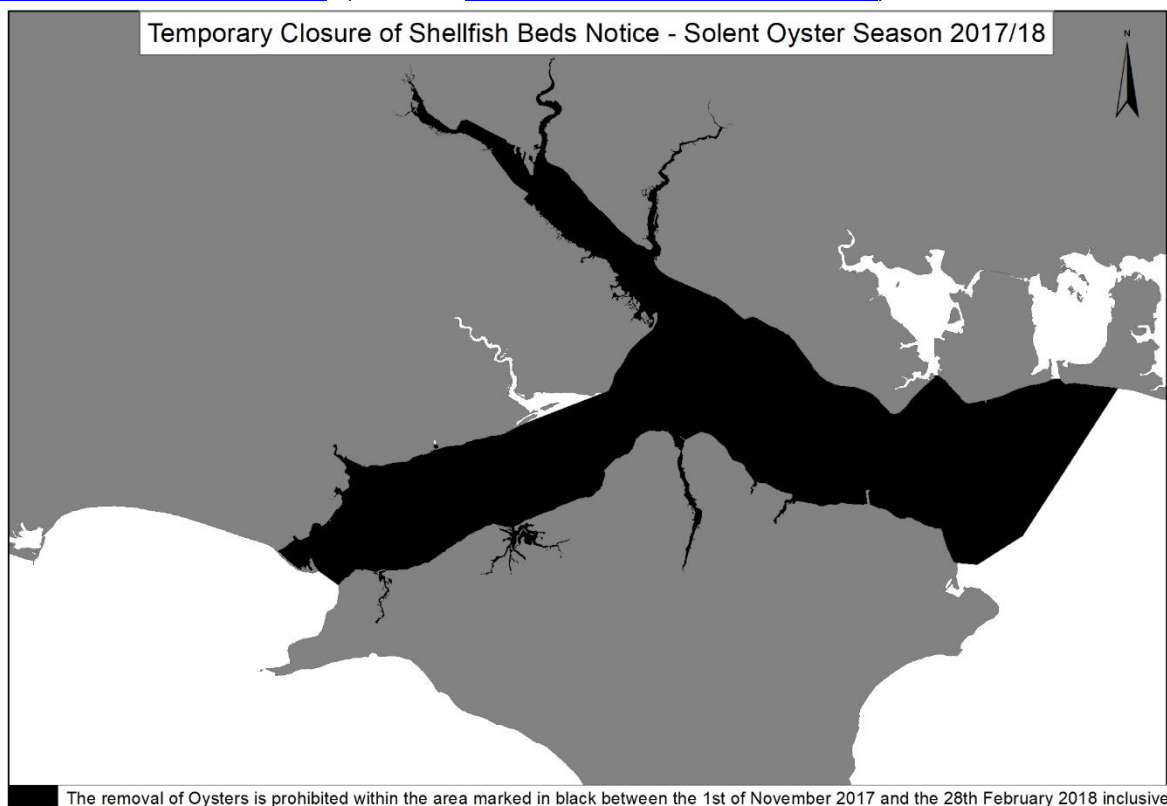 Temporary Closure of Shellfish Beds Notice - Solent Oyster Season 2017/18
N
The removal of Oysters is prohibited within the area marked in black between the 1st of November 2017 and the 28th February 2018 inclusive